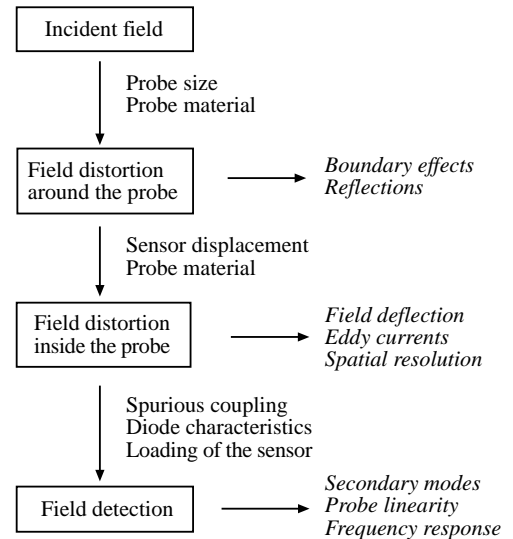 Incident field
Probe size
Probe material
Field distortion
around the probe
Boundary effects
Reflections
Sensor displacement
Probe material
Field distortion
inside the probe
Field deflection
Eddy currents
Spatial resolution
Spurious coupling
Diode characteristics
Loading of the sensor
Field detection
Secondary modes
Probe linearity
Frequency response